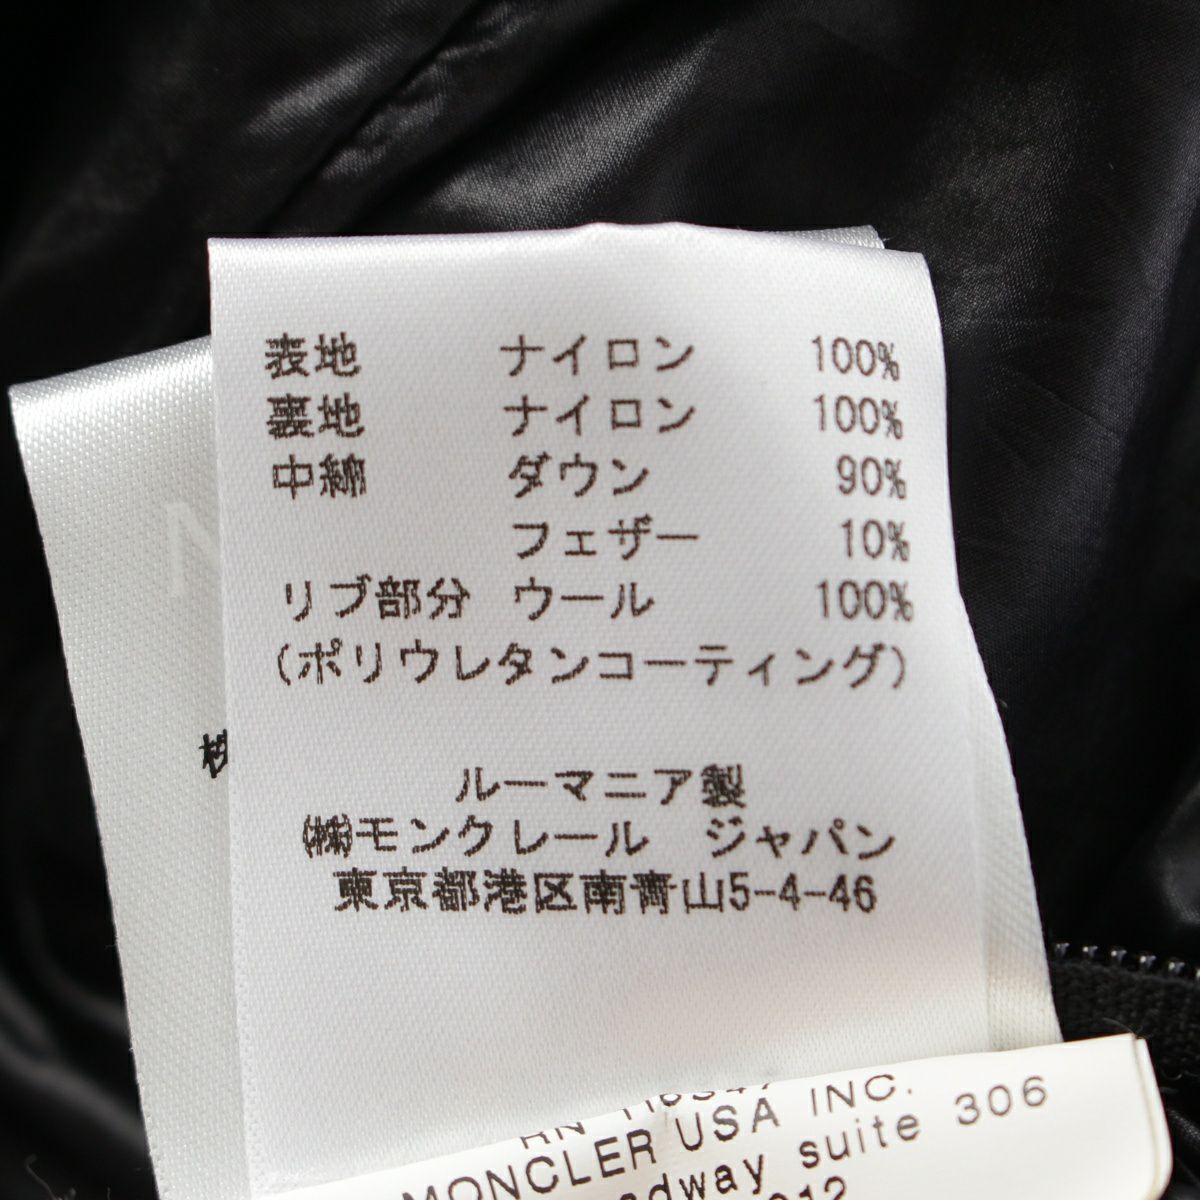 表地 ナイロン 100%
裏地 ナイロン 100%
中綿 ダウン 90%
フェザー 10%
リブ部分 ウール 100%
(ポリウレタンコーティング)
ルーマニア製
㈱モンクレール ジャパン
東京都港区南青山5-4-46
RN
MONCLER USA INC.
suite 306